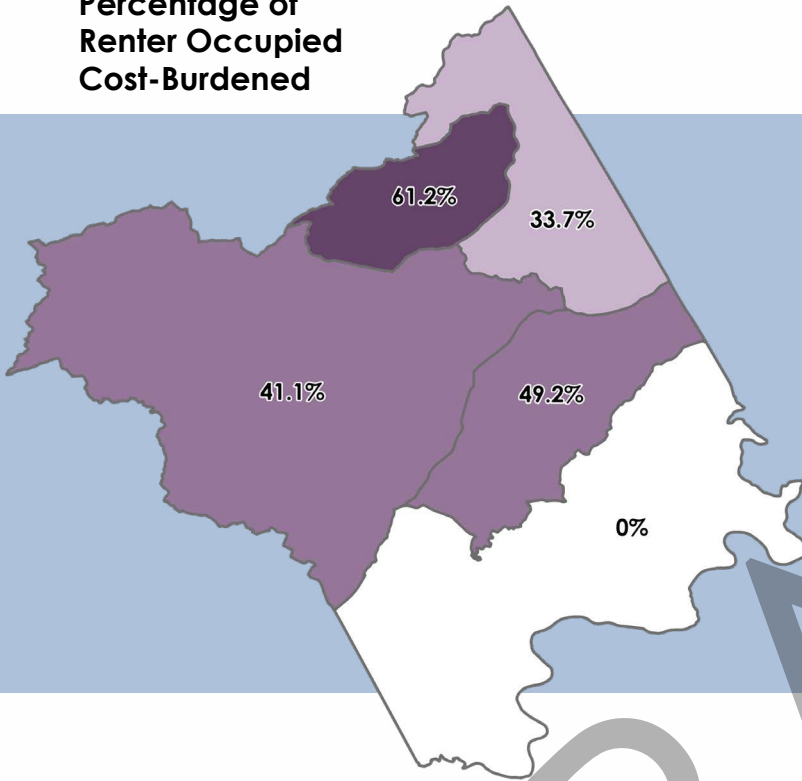 Percentage of
Renter Occupied
Cost-Burdened
61.2%
33.7%
41.1%
49.2%
0%